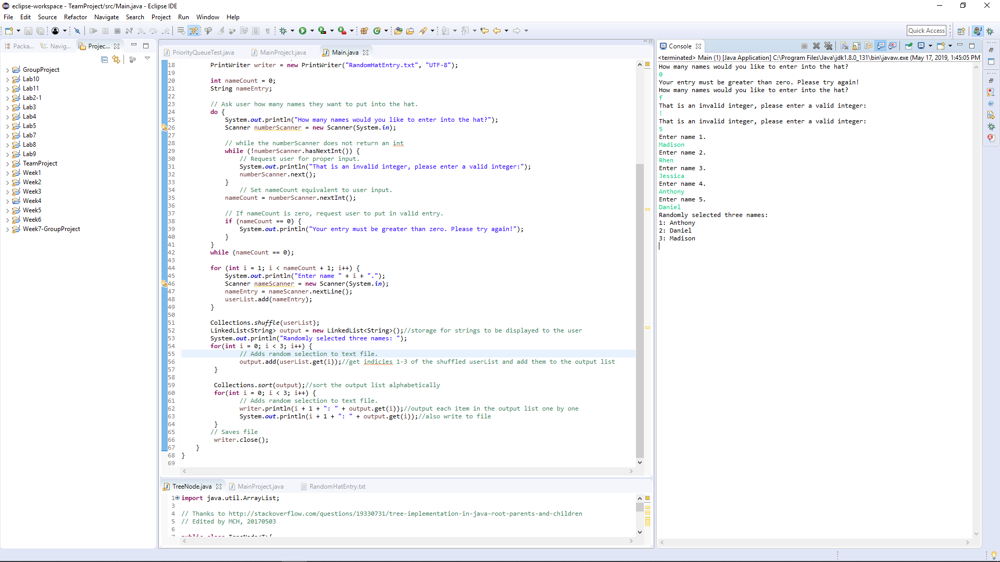 eclipse-workspace - TeamProject/src/Main.java - Eclipse IDE
File Edit Source Refactor Navigate Search Project Run Window Help
Quick Access
Packa... Navig... Projec...
GroupProject
Lab10
Lab11
Lab2-1
Lab3
Lab4
Lab5
Lab7
Lab8
Lab9
TeamProject
Week1
Week2
Week3
Week4
Week5
Week6
Week7-GroupProject
PriorityQueueTest.java MainProject.java Main.java
18 PrintWriter writer = new PrintWriter("RandomHatEntry.txt", "UTF-8");
19
20 int nameCount = 0;
21 String nameEntry;
22
23 // Ask user how many names they want to put into the hat.
24 do {
25 System.out.println("How many names would you like to enter into the hat?");
26 Scanner numberScanner = new Scanner(System.in);
27
28 // while the numberScanner does not return an int
29 while (!numberScanner.hasNextInt()) {
30 // Request user for proper input.
31 System.out.println("That is an invalid integer, please enter a valid integer:");
32 numberScanner.next();
33 }
34 // Set nameCount equivalent to user input.
35 nameCount = numberScanner.nextInt();
36
37 // If nameCount is zero, request user to put in valid entry.
38 if (nameCount == 0) {
39 System.out.println("Your entry must be greater than zero. Please try again!");
40 }
41 }
42 while (nameCount == 0);
43
44 for (int i = 1; i < nameCount + 1; i++) {
45 System.out.println("Enter name " + i + ".");
46 Scanner nameScanner = new Scanner(System.in);
47 nameEntry = nameScanner.nextLine();
48 userList.add(nameEntry);
49 }
50
51 Collections.shuffle(userList);
52 LinkedList<String> output = new LinkedList<String>();//storage for strings to be displayed to the user
53 System.out.println("Randomly selected three names: ");
54 for(int i = 0; i < 3; i++) {
55 // Adds random selection to text file.
56 output.add(userList.get(i));//get indicies 1-3 of the shuffled userList and add them to the output list
57 }
58
59 Collections.sort(output);//sort the output list alphabetically
60 for(int i = 0; i < 3; i++) {
61 // Adds random selection to text file.
62 writer.println(i + 1 + ": " + output.get(i));//output each item in the output list one by one
63 System.out.println(i + 1 + ": " + output.get(i));//also write to file
64 }
65 // Saves file
66 writer.close();
67 }
68 }
69
TreeNode.java MainProject.java RandomHatEntry.txt
1 import java.util.ArrayList;
3
4 // Thanks to http://stackoverflow.com/questions/19330731/tree-implementation-in-java-root-parents-and-children
5 // Edited by MCH, 20170503
6
7 public class TreeNode<T>{
Console
<terminated> Main (1) [Java Application] C:\Program Files\Java\jdk1.8.0_131\bin\javaw.exe (May 17, 2019, 1:45:05 PM)
How many names would you like to enter into the hat?
0
Your entry must be greater than zero. Please try again!
How many names would you like to enter into the hat?
f
That is an invalid integer, please enter a valid integer:
!
That is an invalid integer, please enter a valid integer:
5
Enter name 1.
Madison
Enter name 2.
Rhen
Enter name 3.
Jessica
Enter name 4.
Anthony
Enter name 5.
Daniel
Randomly selected three names:
1: Anthony
2: Daniel
3: Madison